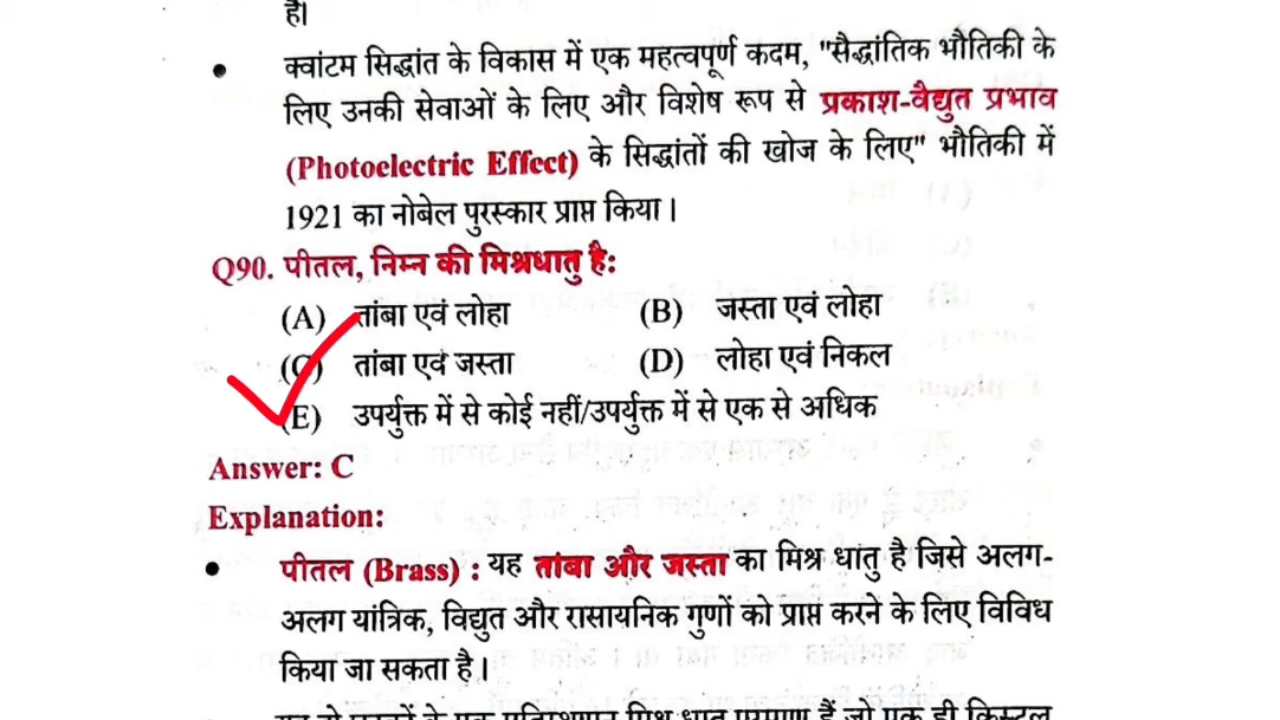 है।
• क्वांटम सिद्धांत के विकास में एक महत्वपूर्ण कदम, "सैद्धांतिक भौतिकी के
लिए उनकी सेवाओं के लिए और विशेष रूप से प्रकाश-वैद्युत प्रभाव
(Photoelectric Effect) के सिद्धांतों की खोज के लिए" भौतिकी में
1921 का नोबेल पुरस्कार प्राप्त किया।
Q90. पीतल, निम्न की मिश्रधातु है:
(A) तांबा एवं लोहा (B) जस्ता एवं लोहा
(C) तांबा एवं जस्ता (D) लोहा एवं निकल
(E) उपर्युक्त में से कोई नहीं/उपर्युक्त में से एक से अधिक
Answer: C
Explanation:
• पीतल (Brass) : यह तांबा और जस्ता का मिश्र धातु है जिसे अलग-
अलग यांत्रिक, विद्युत और रासायनिक गुणों को प्राप्त करने के लिए विविध
किया जा सकता है।